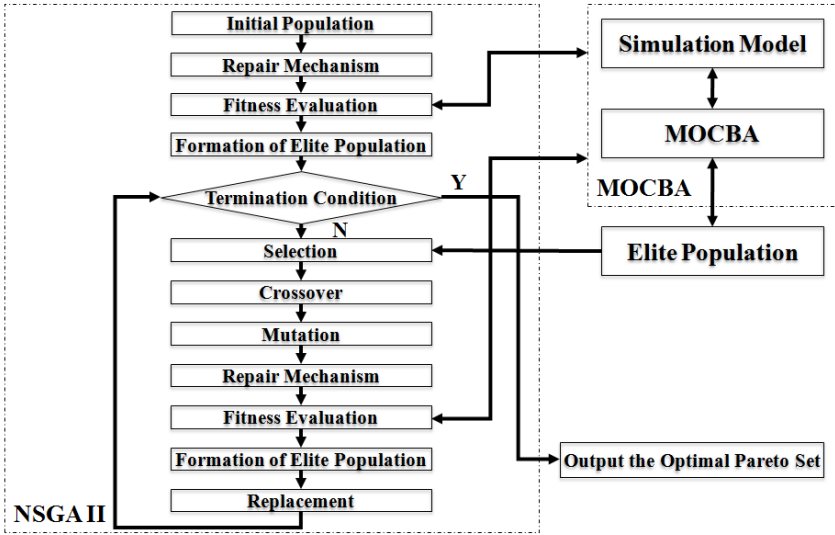 Initial Population
Repair Mechanism
Fitness Evaluation
Formation of Elite Population
Termination Condition
Y
N
Selection
Crossover
Mutation
Repair Mechanism
Fitness Evaluation
Formation of Elite Population
Replacement
NSGA II
Simulation Model
MOCBA
MOCBA
Elite Population
Output the Optimal Pareto Set